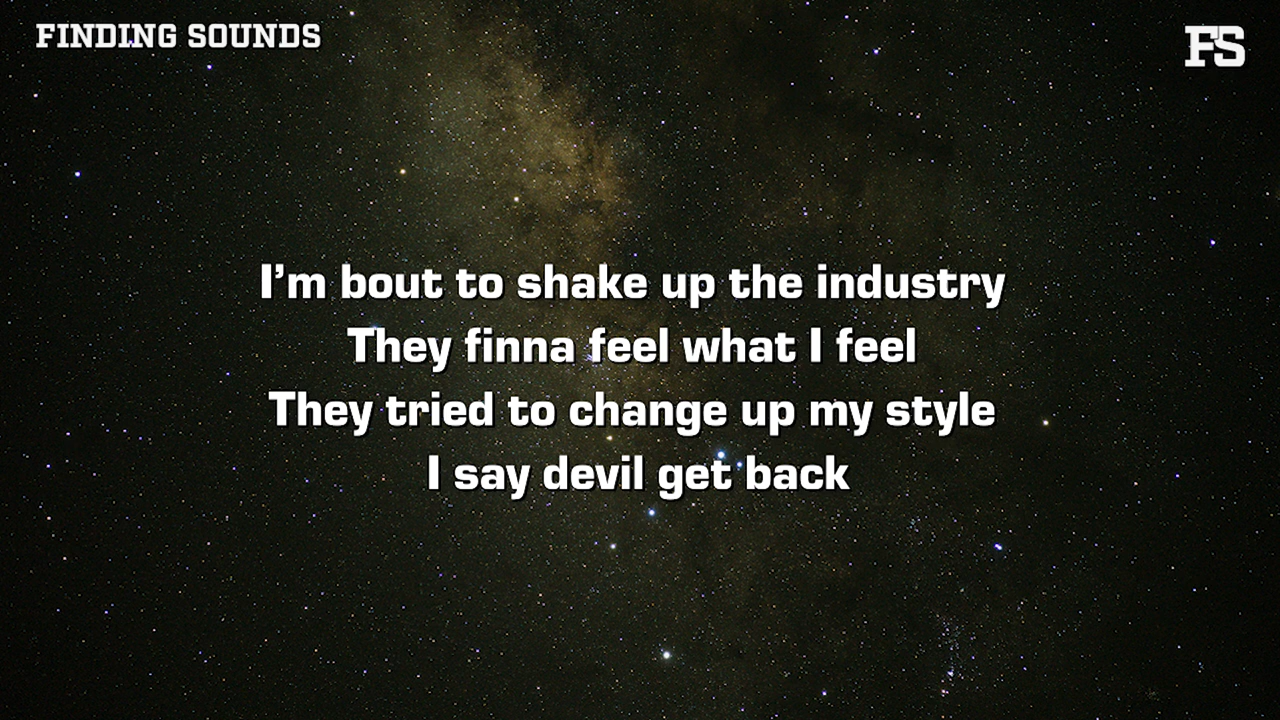 FINDING SOUNDS
FS
I’m bout to shake up the industry
They finna feel what I feel
They tried to change up my style
I say devil get back